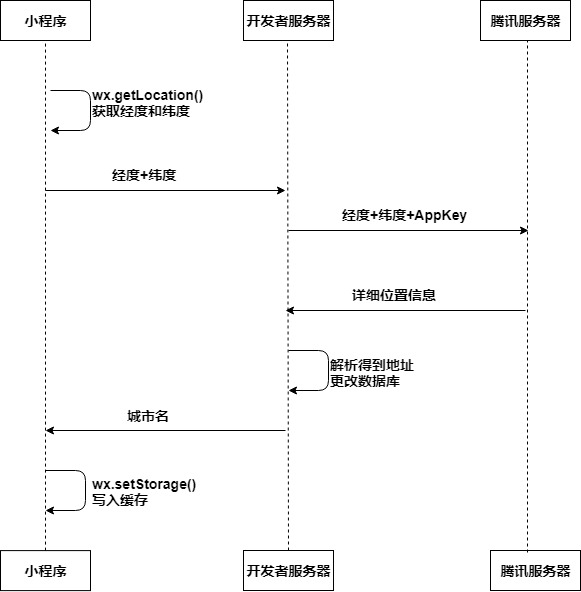 小程序
开发者服务器
腾讯服务器
wx.getLocation()
获取经度和纬度
经度+纬度
经度+纬度+AppKey
详细位置信息
解析得到地址
更改数据库
城市名
wx.setStorage()
写入缓存
小程序
开发者服务器
腾讯服务器